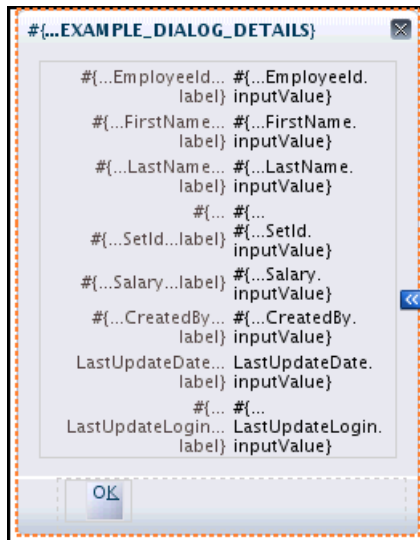 #{...EXAMPLE_DIALOG_DETAILS}
#{...EmployeeId... #{...EmployeeId.
label} inputValue}
#{...FirstName... #{...FirstName.
label} inputValue}
#{...LastName... #{...LastName.
label} inputValue}
#{... #{...
#{...SetId...label} #{...SetId.
inputValue}
#{...Salary...label} #{...Salary.
inputValue}
#{...CreatedBy... #{...CreatedBy.
label} inputValue}
LastUpdateDate... LastUpdateDate.
label} inputValue}
#{... #{...
LastUpdateLogin... LastUpdateLogin.
label} inputValue}
OK